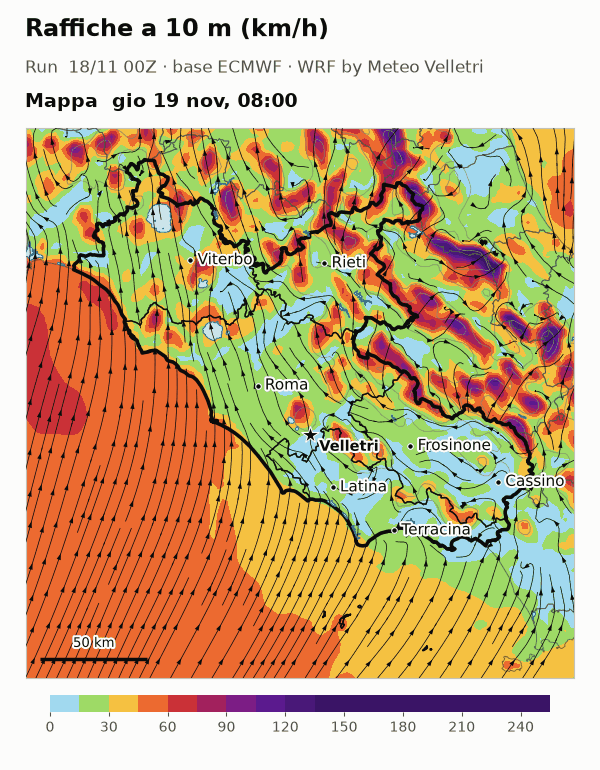 Raffiche a 10 m (km/h)
Run  18/11 00Z · base ECMWF · WRF by Meteo Velletri
Mappa  gio 19 nov, 08:00
Viterbo
Rieti
Roma
Velletri
Frosinone
Latina
Cassino
Terracina
50 km
0 30 60 90 120 150 180 210 240